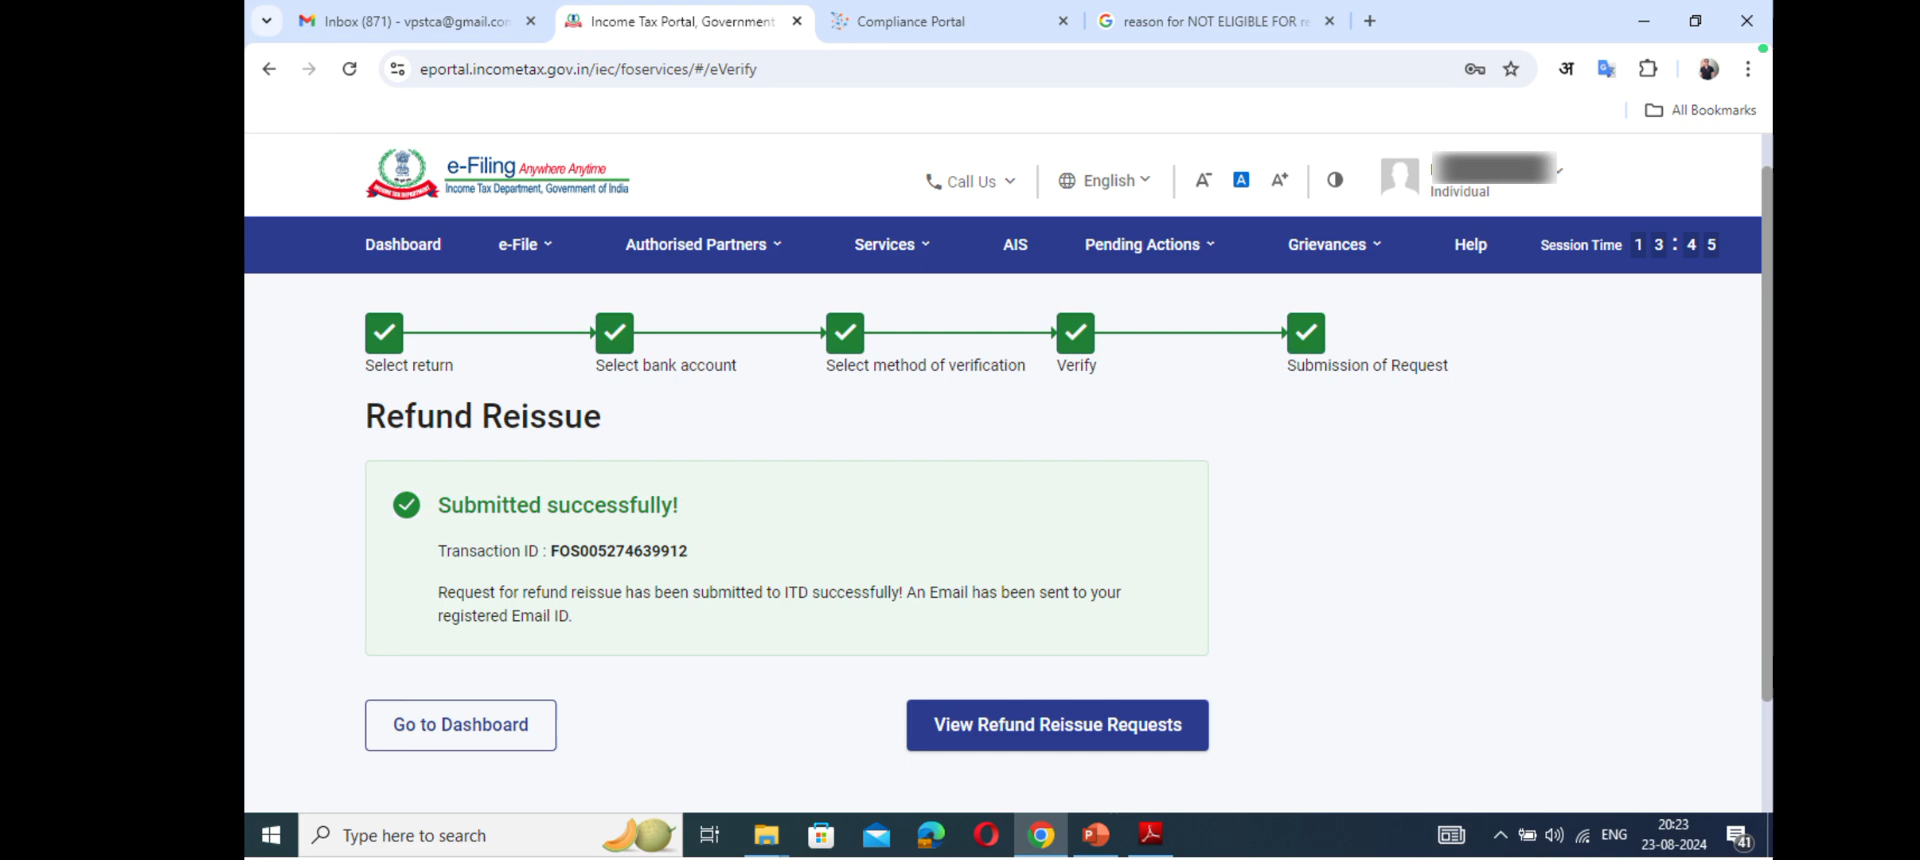 Inbox (871) - vpstca@gmail.co
Income Tax Portal, Government
Compliance Portal
reason for NOT ELIGIBLE FOR
eportal.incometax.gov.in/iec/foservices/#/eVerify
अ
All Bookmarks
e-Filing Anywhere Anytime
Income Tax Department, Government of India
Call Us
English
A-
A
A+
Individual
Dashboard
e-File
Authorised Partners
Services
AIS
Pending Actions
Grievances
Help
Session Time 1 3 : 4 5
Select return
Select bank account
Select method of verification
Verify
Submission of Request
Refund Reissue
Submitted successfully!
Transaction ID : FOS005274639912
Request for refund reissue has been submitted to ITD successfully! An Email has been sent to your
registered Email ID.
Go to Dashboard
View Refund Reissue Requests
Type here to search
ENG
20:23
23-08-2024
41